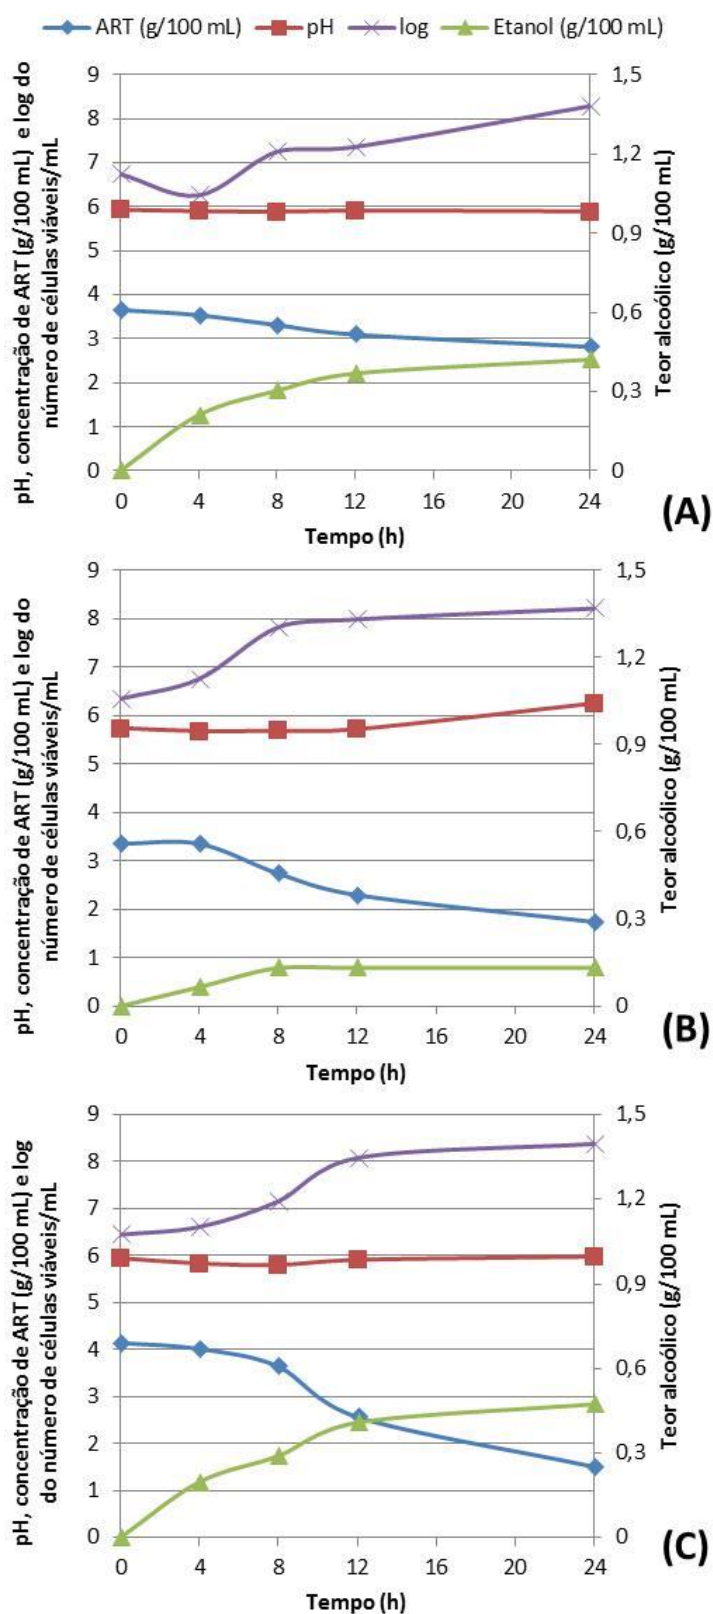 ART (g/100 mL) pH log Etanol (g/100 mL)
pH, concentração de ART (g/100 mL) e log do
número de células viáveis/mL
9
8
7
6
5
4
3
2
1
0
1,5
1,2
0,9
0,6
0,3
0
Teor alcoólico (g/100 mL)
0 4 8 12 16 20 24
Tempo (h)
(A)
pH, concentração de ART (g/100 mL) e log do
número de células viáveis/mL
9
8
7
6
5
4
3
2
1
0
1,5
1,2
0,9
0,6
0,3
0
Teor alcoólico (g/100 mL)
0 4 8 12 16 20 24
Tempo (h)
(B)
pH, concentração de ART (g/100 mL) e log
do número de células viáveis/mL
9
8
7
6
5
4
3
2
1
0
1,5
1,2
0,9
0,6
0,3
0
Teor alcoólico (g/100 mL)
0 4 8 12 16 20 24
Tempo (h)
(C)